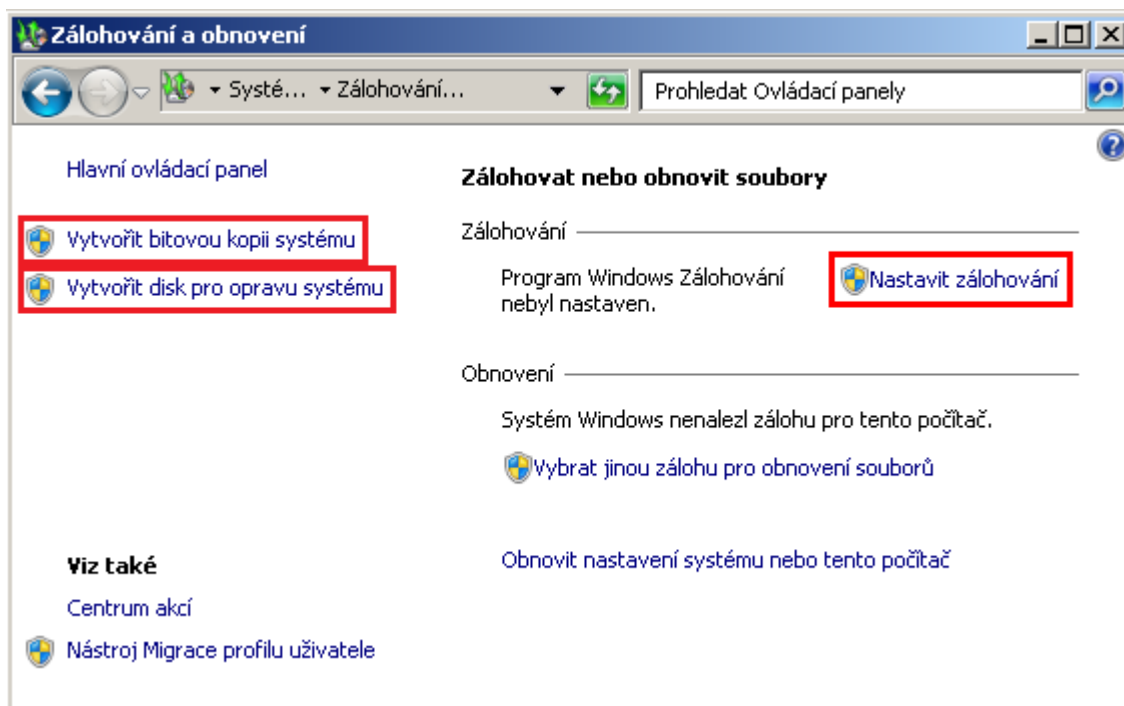 Zálohování a obnovení
Systé... Zálohování...
Prohledat Ovládací panely
Hlavní ovládací panel
Vytvořit bitovou kopii systému
Vytvořit disk pro opravu systému
Zálohovat nebo obnovit soubory
Zálohování
Program Windows Zálohování
nebyl nastaven.
Nastavit zálohování
Obnovení
Systém Windows nenalezl zálohu pro tento počítač.
Vybrat jinou zálohu pro obnovení souborů
Obnovit nastavení systému nebo tento počítač
Viz také
Centrum akcí
Nástroj Migrace profilu uživatele